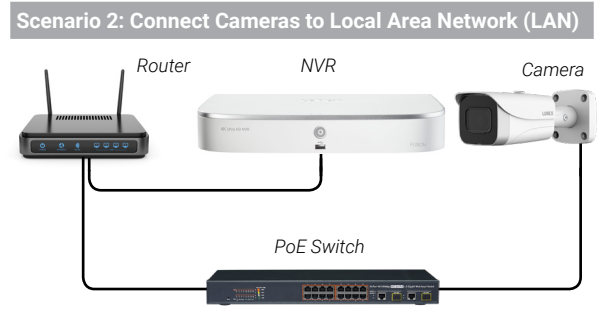 Scenario 2: Connect Cameras to Local Area Network (LAN)
Router
NVR
Camera
PoE Switch